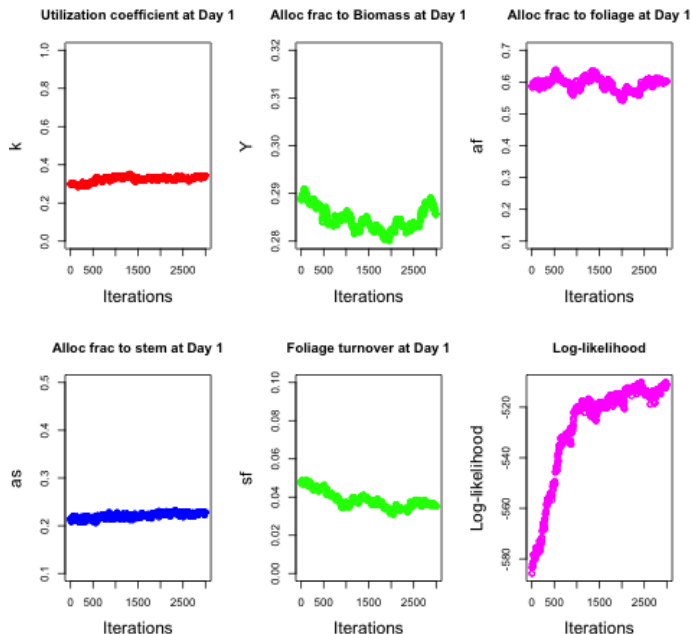 Utilization coefficient at Day 1
Alloc frac to Biomass at Day 1
Alloc frac to foliage at Day 1
k
0.0 0.2 0.4 0.6 0.8 1.0
0 500 1500 2500
Iterations
Y
0.28 0.29 0.30 0.31 0.32
0 500 1500 2500
Iterations
af
0.1 0.2 0.3 0.4 0.5 0.6 0.7
0 500 1500 2500
Iterations
Alloc frac to stem at Day 1
Foliage turnover at Day 1
Log-likelihood
as
0.1 0.2 0.3 0.4 0.5
0 500 1500 2500
Iterations
sf
0.00 0.02 0.04 0.06 0.08 0.10
0 500 1500 2500
Iterations
Log-likelihood
-580 -560 -540 -520
0 500 1500 2500
Iterations